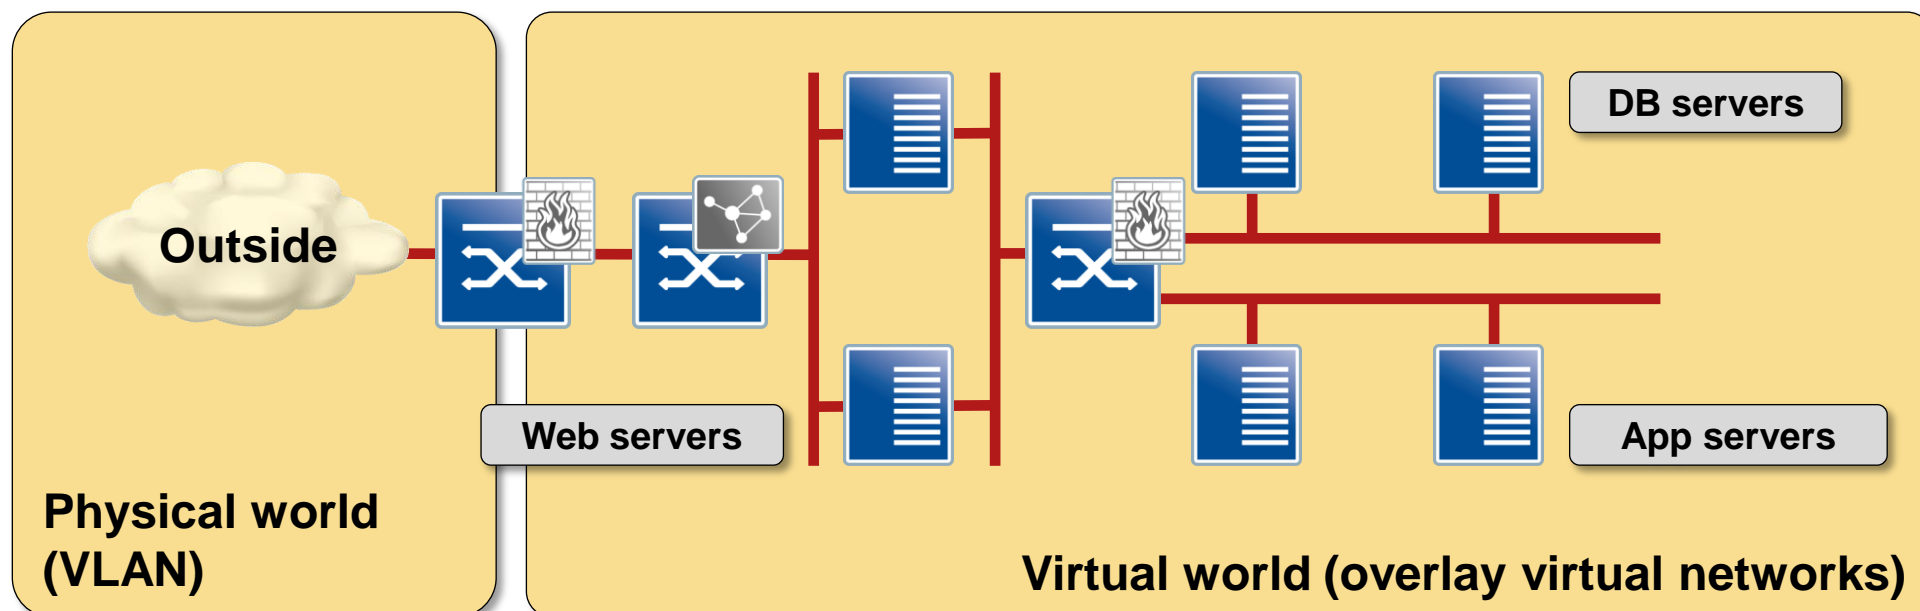 DB servers
Outside
Web servers
App servers
Physical world
(VLAN)
Virtual world (overlay virtual networks)